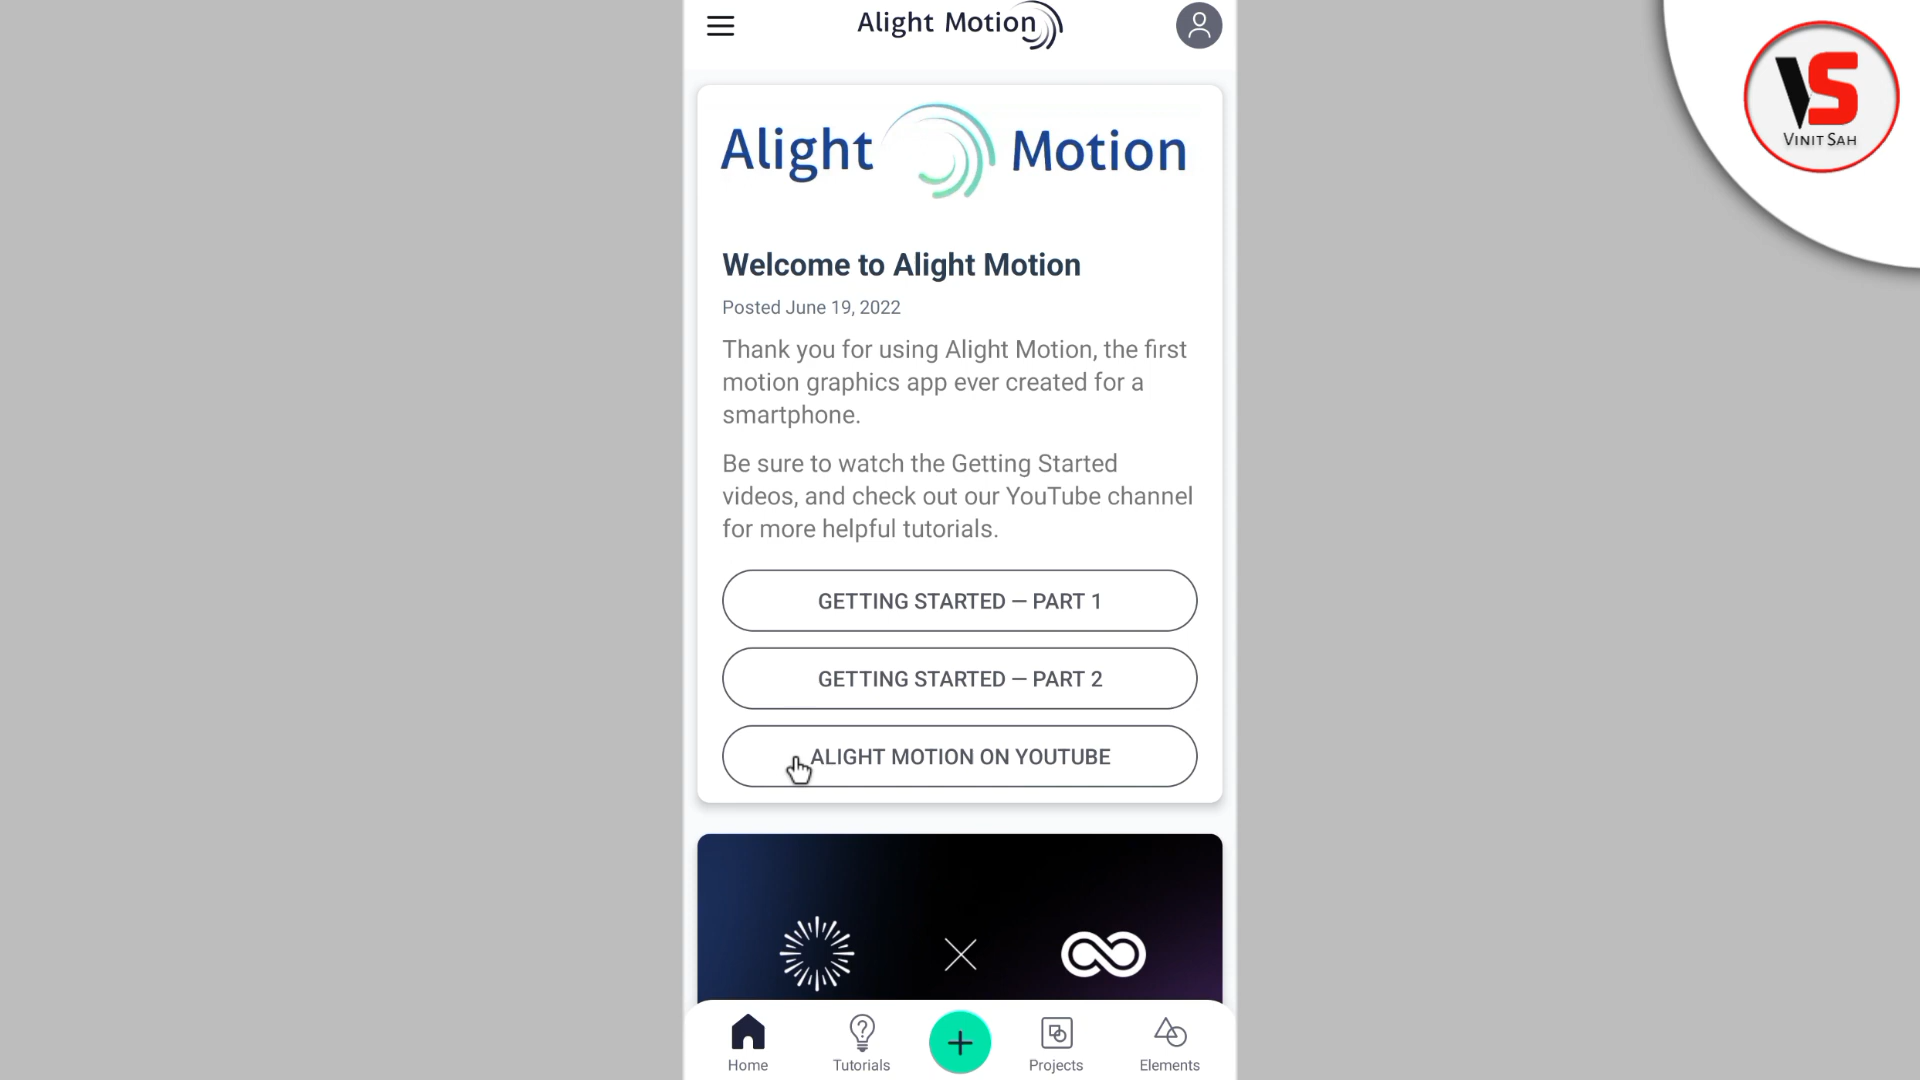 Alight Motion
VS
VINIT SAH
Alight Motion
Welcome to Alight Motion
Posted June 19, 2022
Thank you for using Alight Motion, the first
motion graphics app ever created for a
smartphone.
Be sure to watch the Getting Started
videos, and check out our YouTube channel
for more helpful tutorials.
GETTING STARTED — PART 1
GETTING STARTED — PART 2
ALIGHT MOTION ON YOUTUBE
Home
Tutorials
Projects
Elements